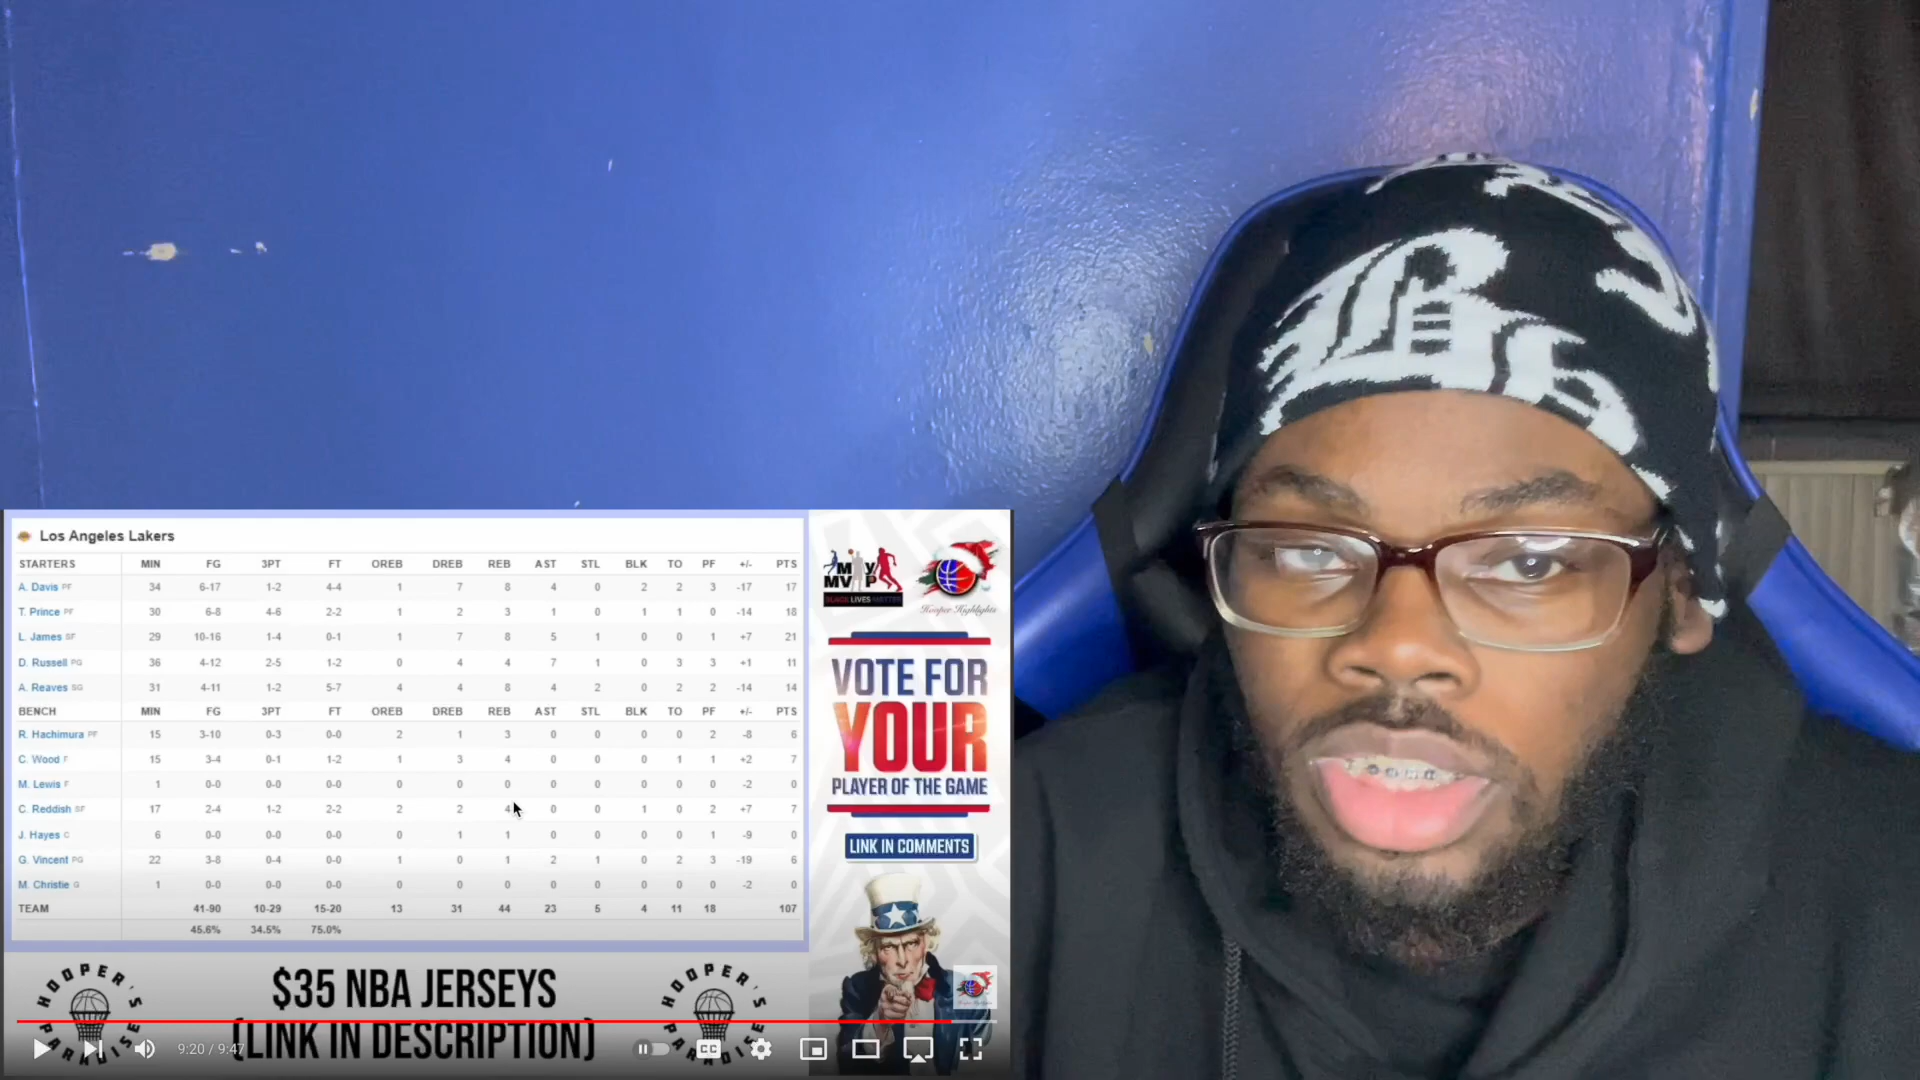 Los Angeles Lakers
STARTERS MIN FG 3PT FT OREB DREB REB AST STL BLK TO PF +/- PTS
A. Davis PF 34 6-17 1-2 4-4 1 7 8 4 0 2 2 3 -17 17
T. Prince PF 30 6-8 4-6 2-2 1 2 3 1 0 1 1 0 -14 18
L. James SF 29 10-16 1-4 0-1 1 7 8 5 1 0 0 1 +7 21
D. Russell PG 36 4-12 2-5 1-2 0 4 4 7 1 0 3 3 +1 11
A. Reaves SG 31 4-11 1-2 5-7 4 4 8 4 2 0 2 2 -14 14
BENCH MIN FG 3PT FT OREB DREB REB AST STL BLK TO PF +/- PTS
R. Hachimura PF 15 3-10 0-3 0-0 2 1 3 0 0 0 0 2 -8 6
C. Wood F 15 3-4 0-1 1-2 1 3 4 0 0 0 1 1 +2 7
M. Lewis F 1 0-0 0-0 0-0 0 0 0 0 0 0 0 0 -2 0
C. Reddish SF 17 2-4 1-2 2-2 2 2 4 0 0 1 0 2 +7 7
J. Hayes C 6 0-0 0-0 0-0 0 1 1 0 0 0 0 1 -9 0
G. Vincent PG 22 3-8 0-4 0-0 1 0 1 2 1 0 2 3 -19 6
M. Christie G 1 0-0 0-0 0-0 0 0 0 0 0 0 0 0 -2 0
TEAM 41-90 10-29 15-20 13 31 44 23 5 4 11 18 107
45.6% 34.5% 75.0%
My
MVP
BLACK LIVES MATTER
Hooper Highlights
VOTE FOR
YOUR
PLAYER OF THE GAME
LINK IN COMMENTS
HOOPER'S
PARADISE
$35 NBA JERSEYS
(LINK IN DESCRIPTION)
HOOPER'S
PARADISE
9:20 / 9:47
CC